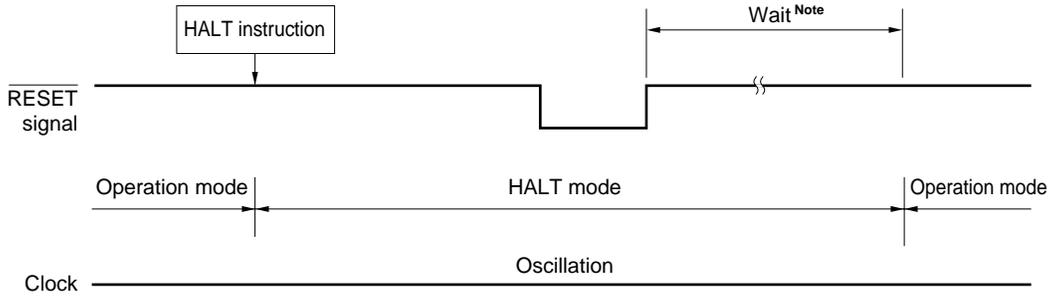 HALT instruction
Wait Note
RESET
signal
Operation mode
HALT mode
Operation mode
Oscillation
Clock